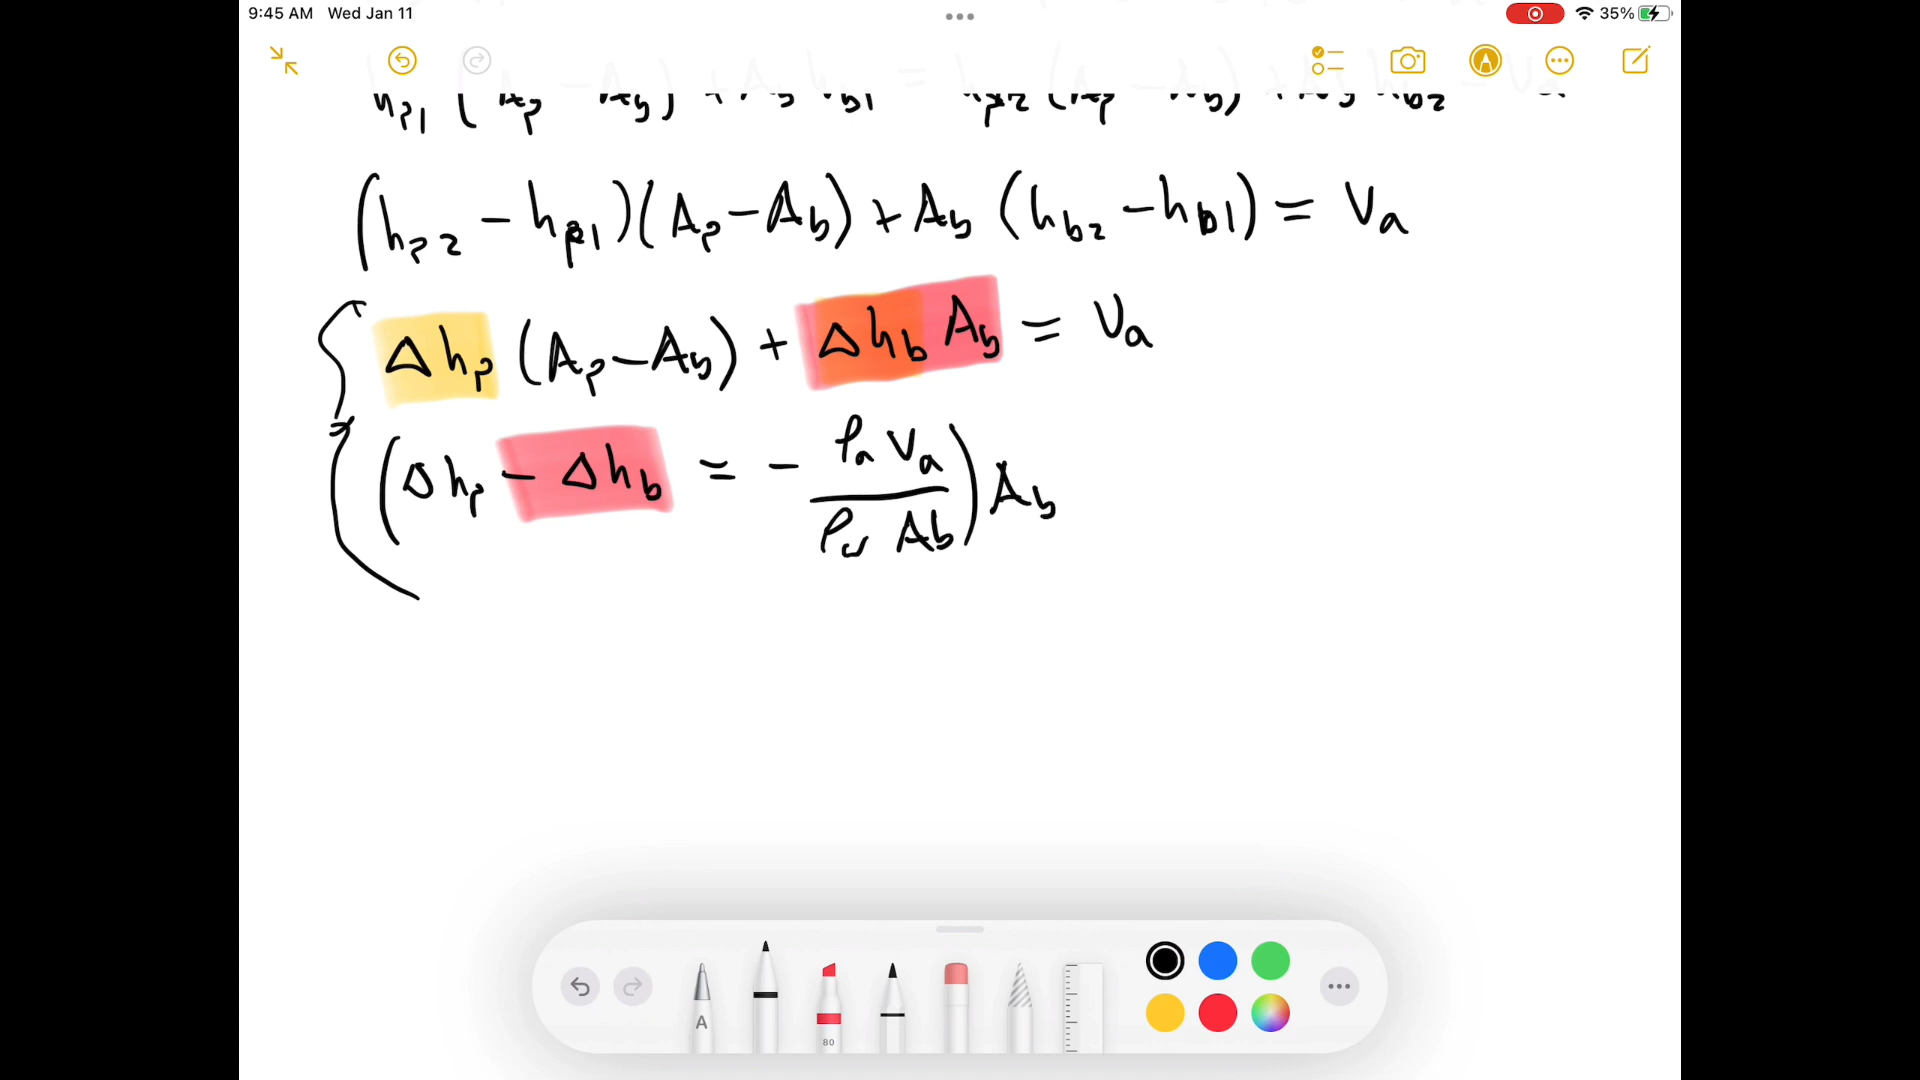 9:45 AM Wed Jan 11
35%
(h_p2 - h_p1)(A_p - A_b) + A_b (h_b2 - h_b1) = V_a
Δh_p (A_p - A_b) + Δh_b A_b = V_a
(Δh_p - Δh_b = - ρ_a V_a / ρ_w A_b) A_b
A
80